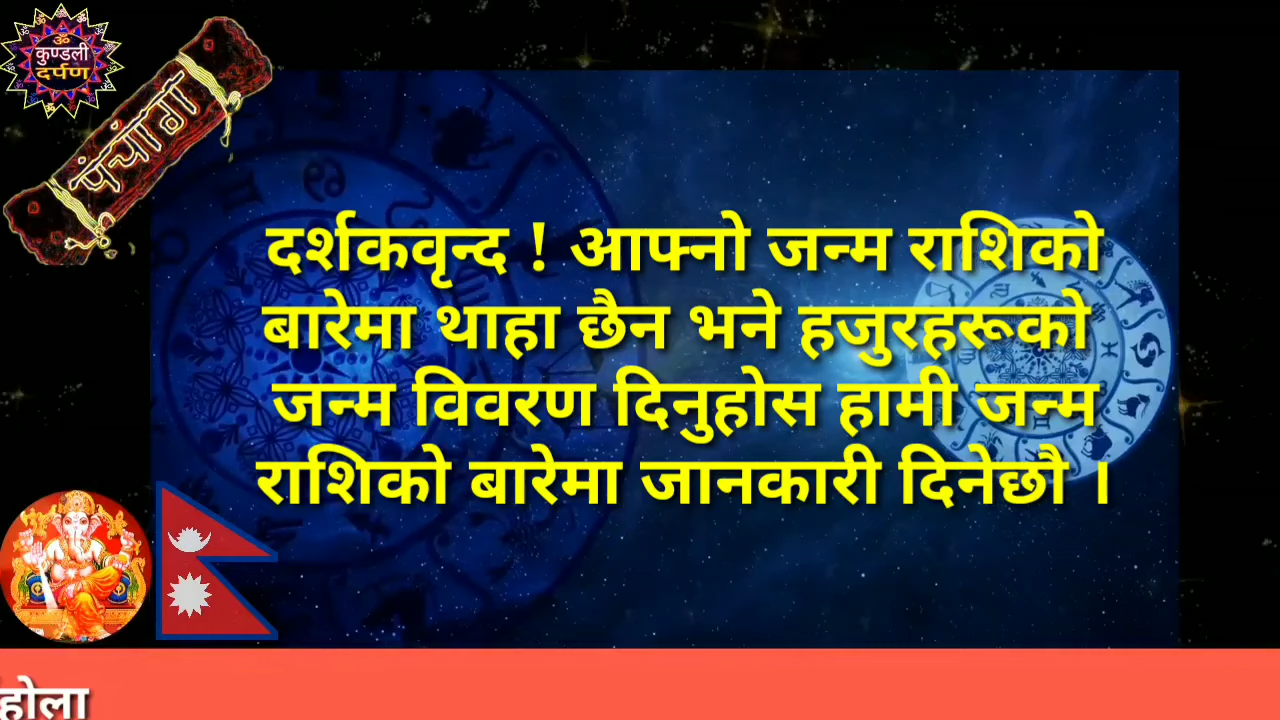 ॐ
कुण्डली
दर्पण
पंचांग
दर्शकवृन्द ! आफ्नो जन्म राशिको
बारेमा थाहा छैन भने हजुरहरूको
जन्म विवरण दिनुहोस हामी जन्म
राशिको बारेमा जानकारी दिनेछौ ।
होला